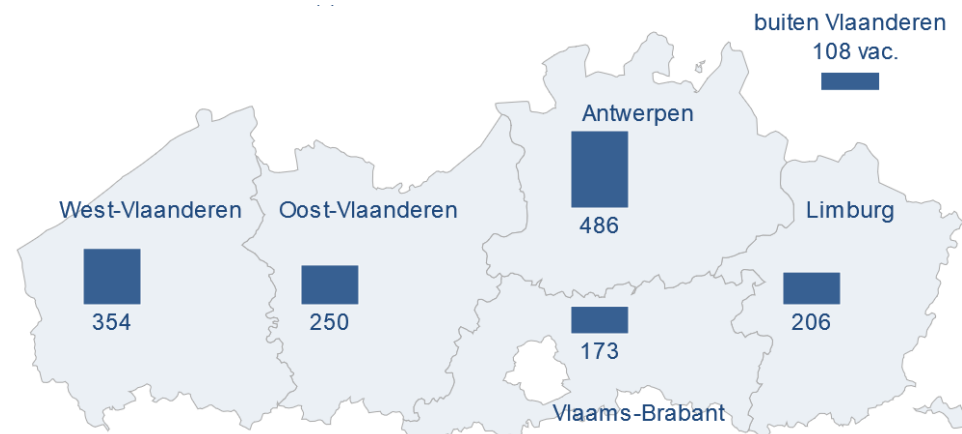 buiten Vlaanderen
108 vac.
Antwerpen
486
West-Vlaanderen
354
Oost-Vlaanderen
250
Limburg
206
173
Vlaams-Brabant